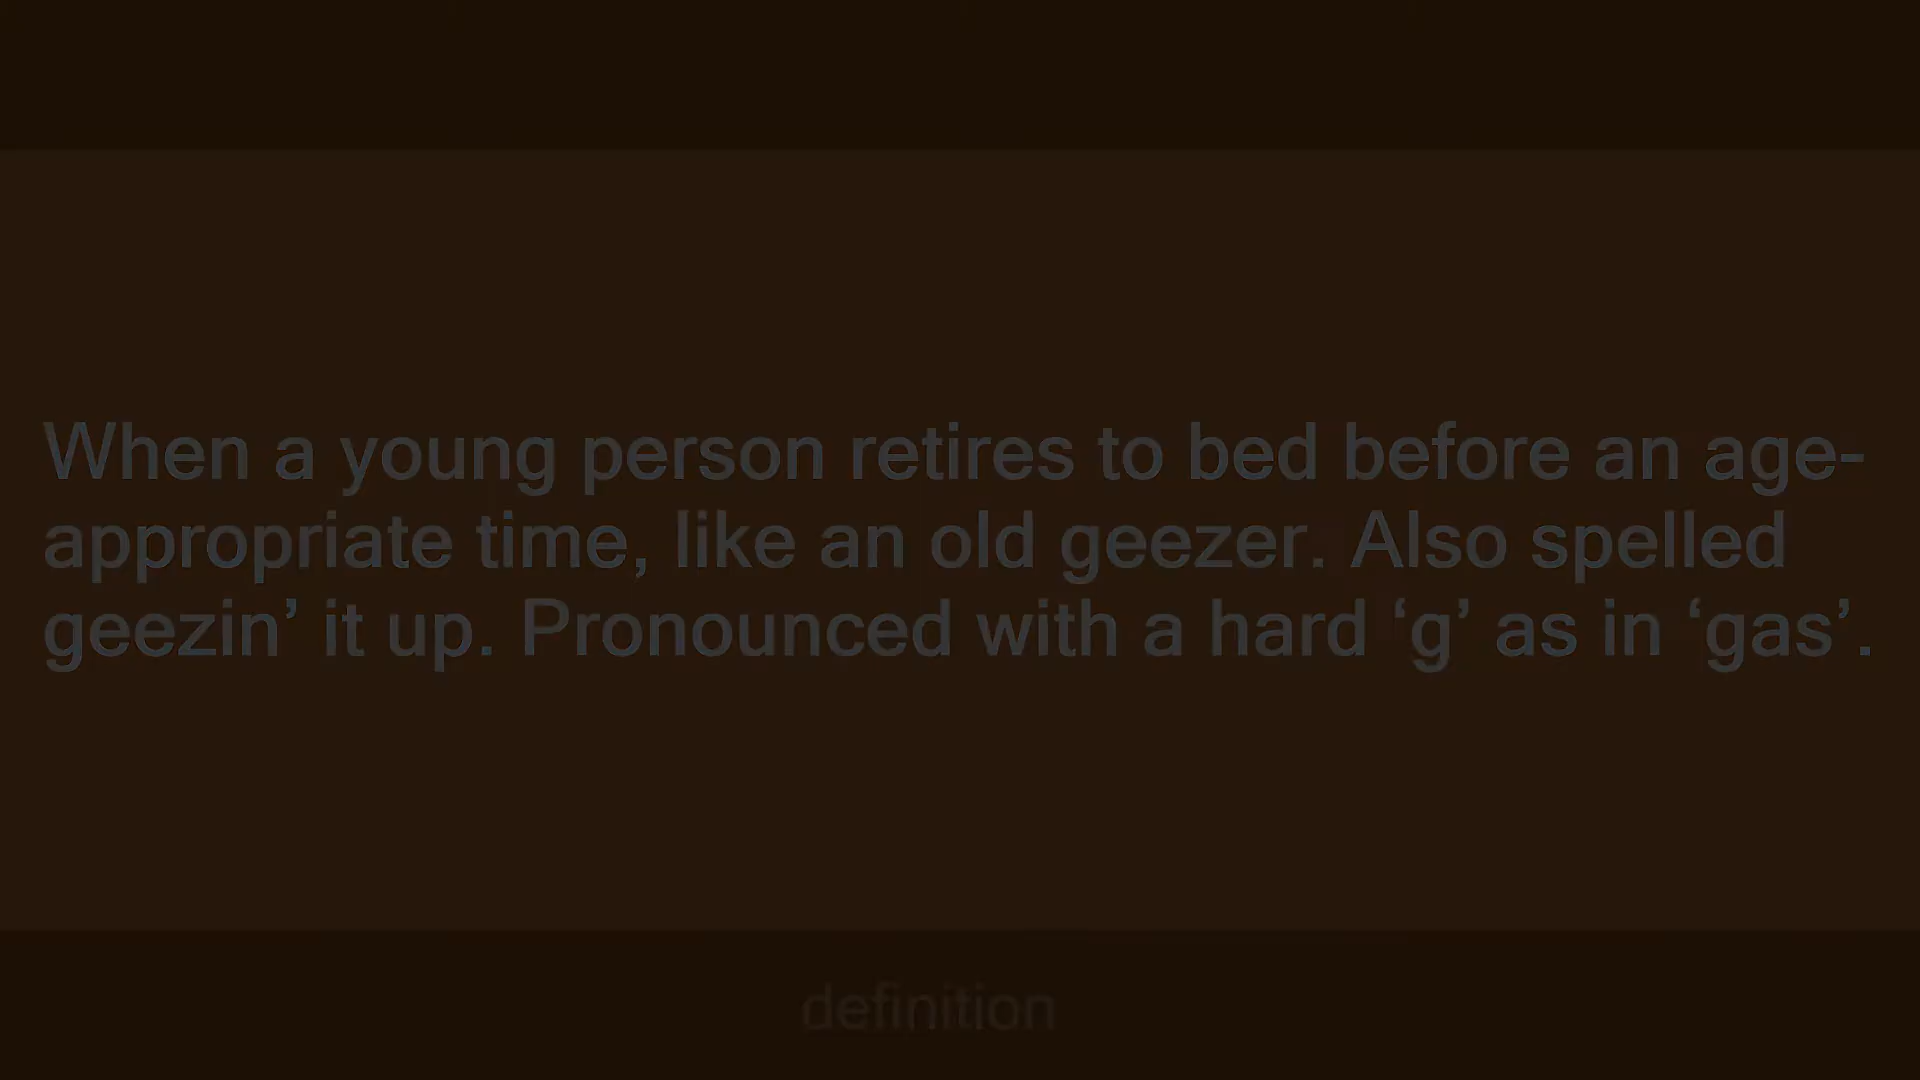 When a young person retires to bed before an age-
appropriate time, like an old geezer. Also spelled
geezin’ it up. Pronounced with a hard ‘g’ as in ‘gas’.
definition